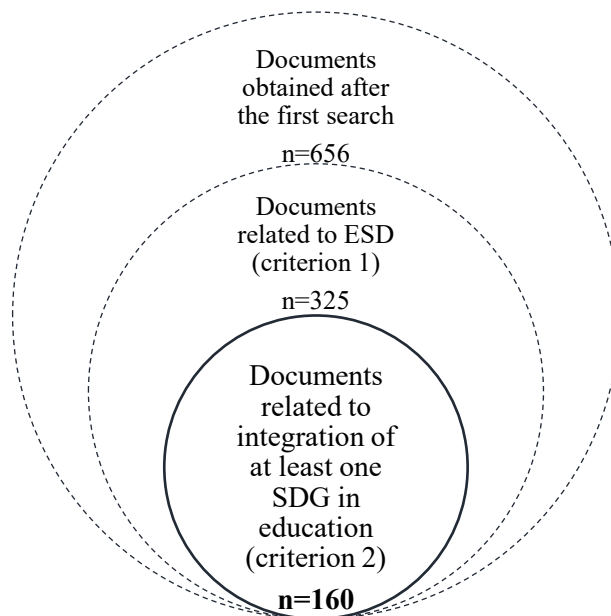 Documents
obtained after
the first search
n=656
Documents
related to ESD
(criterion 1)
n=325
Documents
related to
integration of
at least one
SDG in
education
(criterion 2)
n=160